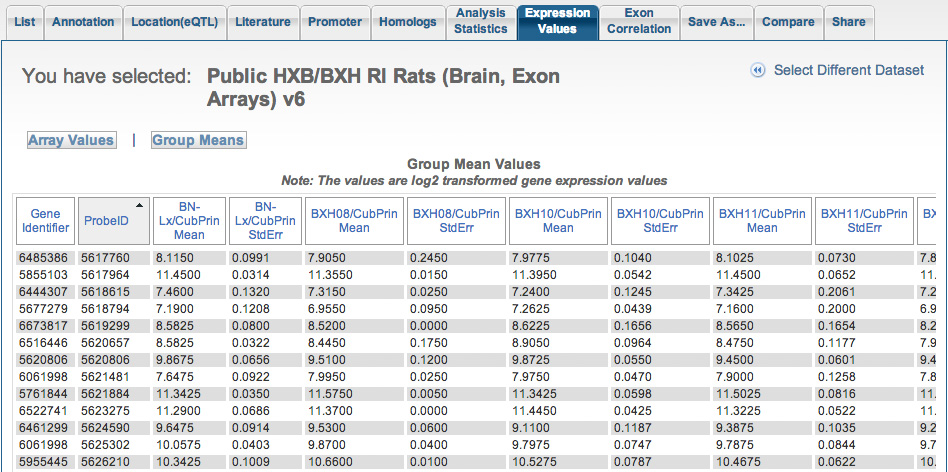 List Annotation Location(eQTL) Literature Promoter Homologs Analysis Statistics Expression Values Exon Correlation Save As... Compare Share
You have selected: Public HXB/BXH RI Rats (Brain, Exon
Arrays) v6
Select Different Dataset
Array Values | Group Means
Group Mean Values
Note: The values are log2 transformed gene expression values
Gene Identifier ProbeID BN-Lx/CubPrin Mean BN-Lx/CubPrin StdErr BXH08/CubPrin Mean BXH08/CubPrin StdErr BXH10/CubPrin Mean BXH10/CubPrin StdErr BXH11/CubPrin Mean BXH11/CubPrin StdErr BX
6485386 5617760 8.1150 0.0991 7.9050 0.2450 7.9775 0.1040 8.1025 0.0730 7.8
5855103 5617964 11.4500 0.0314 11.3550 0.0150 11.3950 0.0542 11.4500 0.0652 11.
6444307 5618615 7.4600 0.1320 7.3150 0.0250 7.2400 0.1245 7.3425 0.2061 7.2
5677279 5618794 7.1900 0.1208 6.9550 0.0950 7.2625 0.0439 7.1600 0.2000 6.9
6673817 5619299 8.5825 0.0800 8.5200 0.0000 8.6225 0.1656 8.5650 0.1654 8.2
6516446 5620657 8.5825 0.0322 8.4450 0.1750 8.9050 0.0964 8.4750 0.1177 7.9
5620806 5620806 9.8675 0.0656 9.5100 0.1200 9.8725 0.0550 9.4500 0.0601 9.4
6061998 5621481 7.6475 0.0922 7.9950 0.0250 7.9750 0.0470 7.9000 0.1258 7.8
5761844 5621884 11.3425 0.0350 11.5750 0.0050 11.3425 0.0598 11.5025 0.0816 11.
6522741 5623275 11.2900 0.0686 11.3700 0.0000 11.4450 0.0425 11.3225 0.0522 11.
6461299 5624590 9.6475 0.0914 9.5300 0.0600 9.1100 0.1187 9.3875 0.1035 9.2
6061998 5625302 10.0575 0.0403 9.8700 0.0400 9.7975 0.0747 9.7875 0.0844 9.7
5955445 5626210 10.3425 0.1009 10.6600 0.0100 10.5275 0.0787 10.4675 0.0622 10.